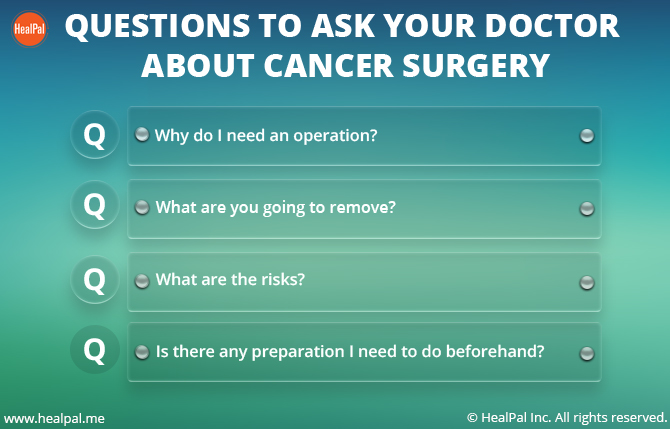 HealPal
QUESTIONS TO ASK YOUR DOCTOR
ABOUT CANCER SURGERY
Q Why do I need an operation?
Q What are you going to remove?
Q What are the risks?
Q Is there any preparation I need to do beforehand?
www.healpal.me © HealPal Inc. All rights reserved.